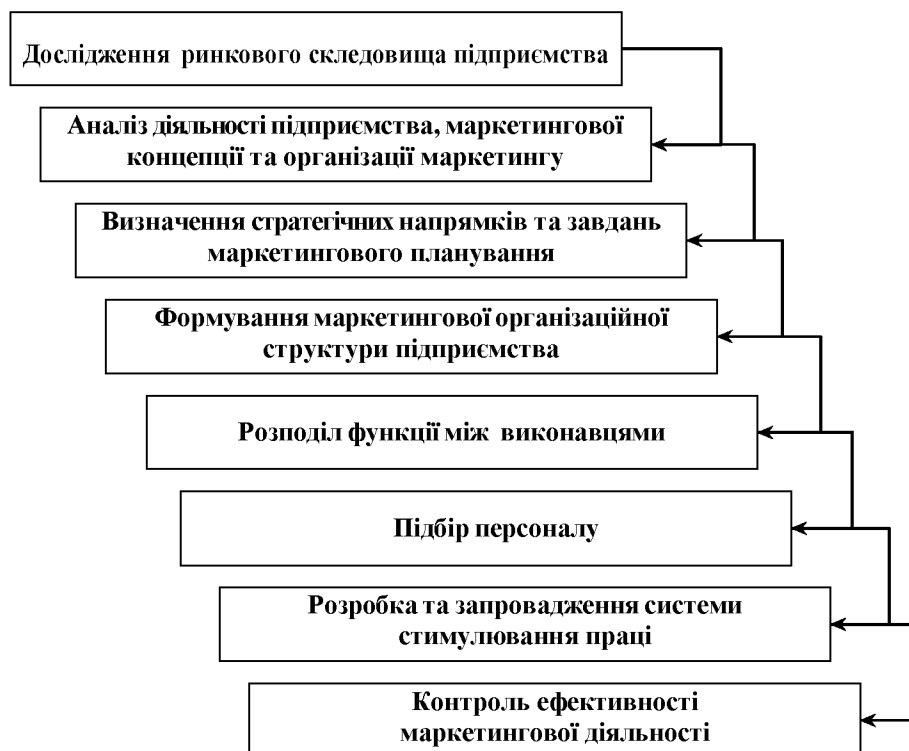 Дослідження ринкового скледовища підприємства
Аналіз діяльності підприємства, маркетингової
концепції та організації маркетингу
Визначення стратегічних напрямків та завдань
маркетингового планування
Формування маркетингової організаційної
структури підприємства
Розподіл функції між виконавцями
Підбір персоналу
Розробка та запровадження системи
стимулювання праці
Контроль ефективності
маркетингової діяльності